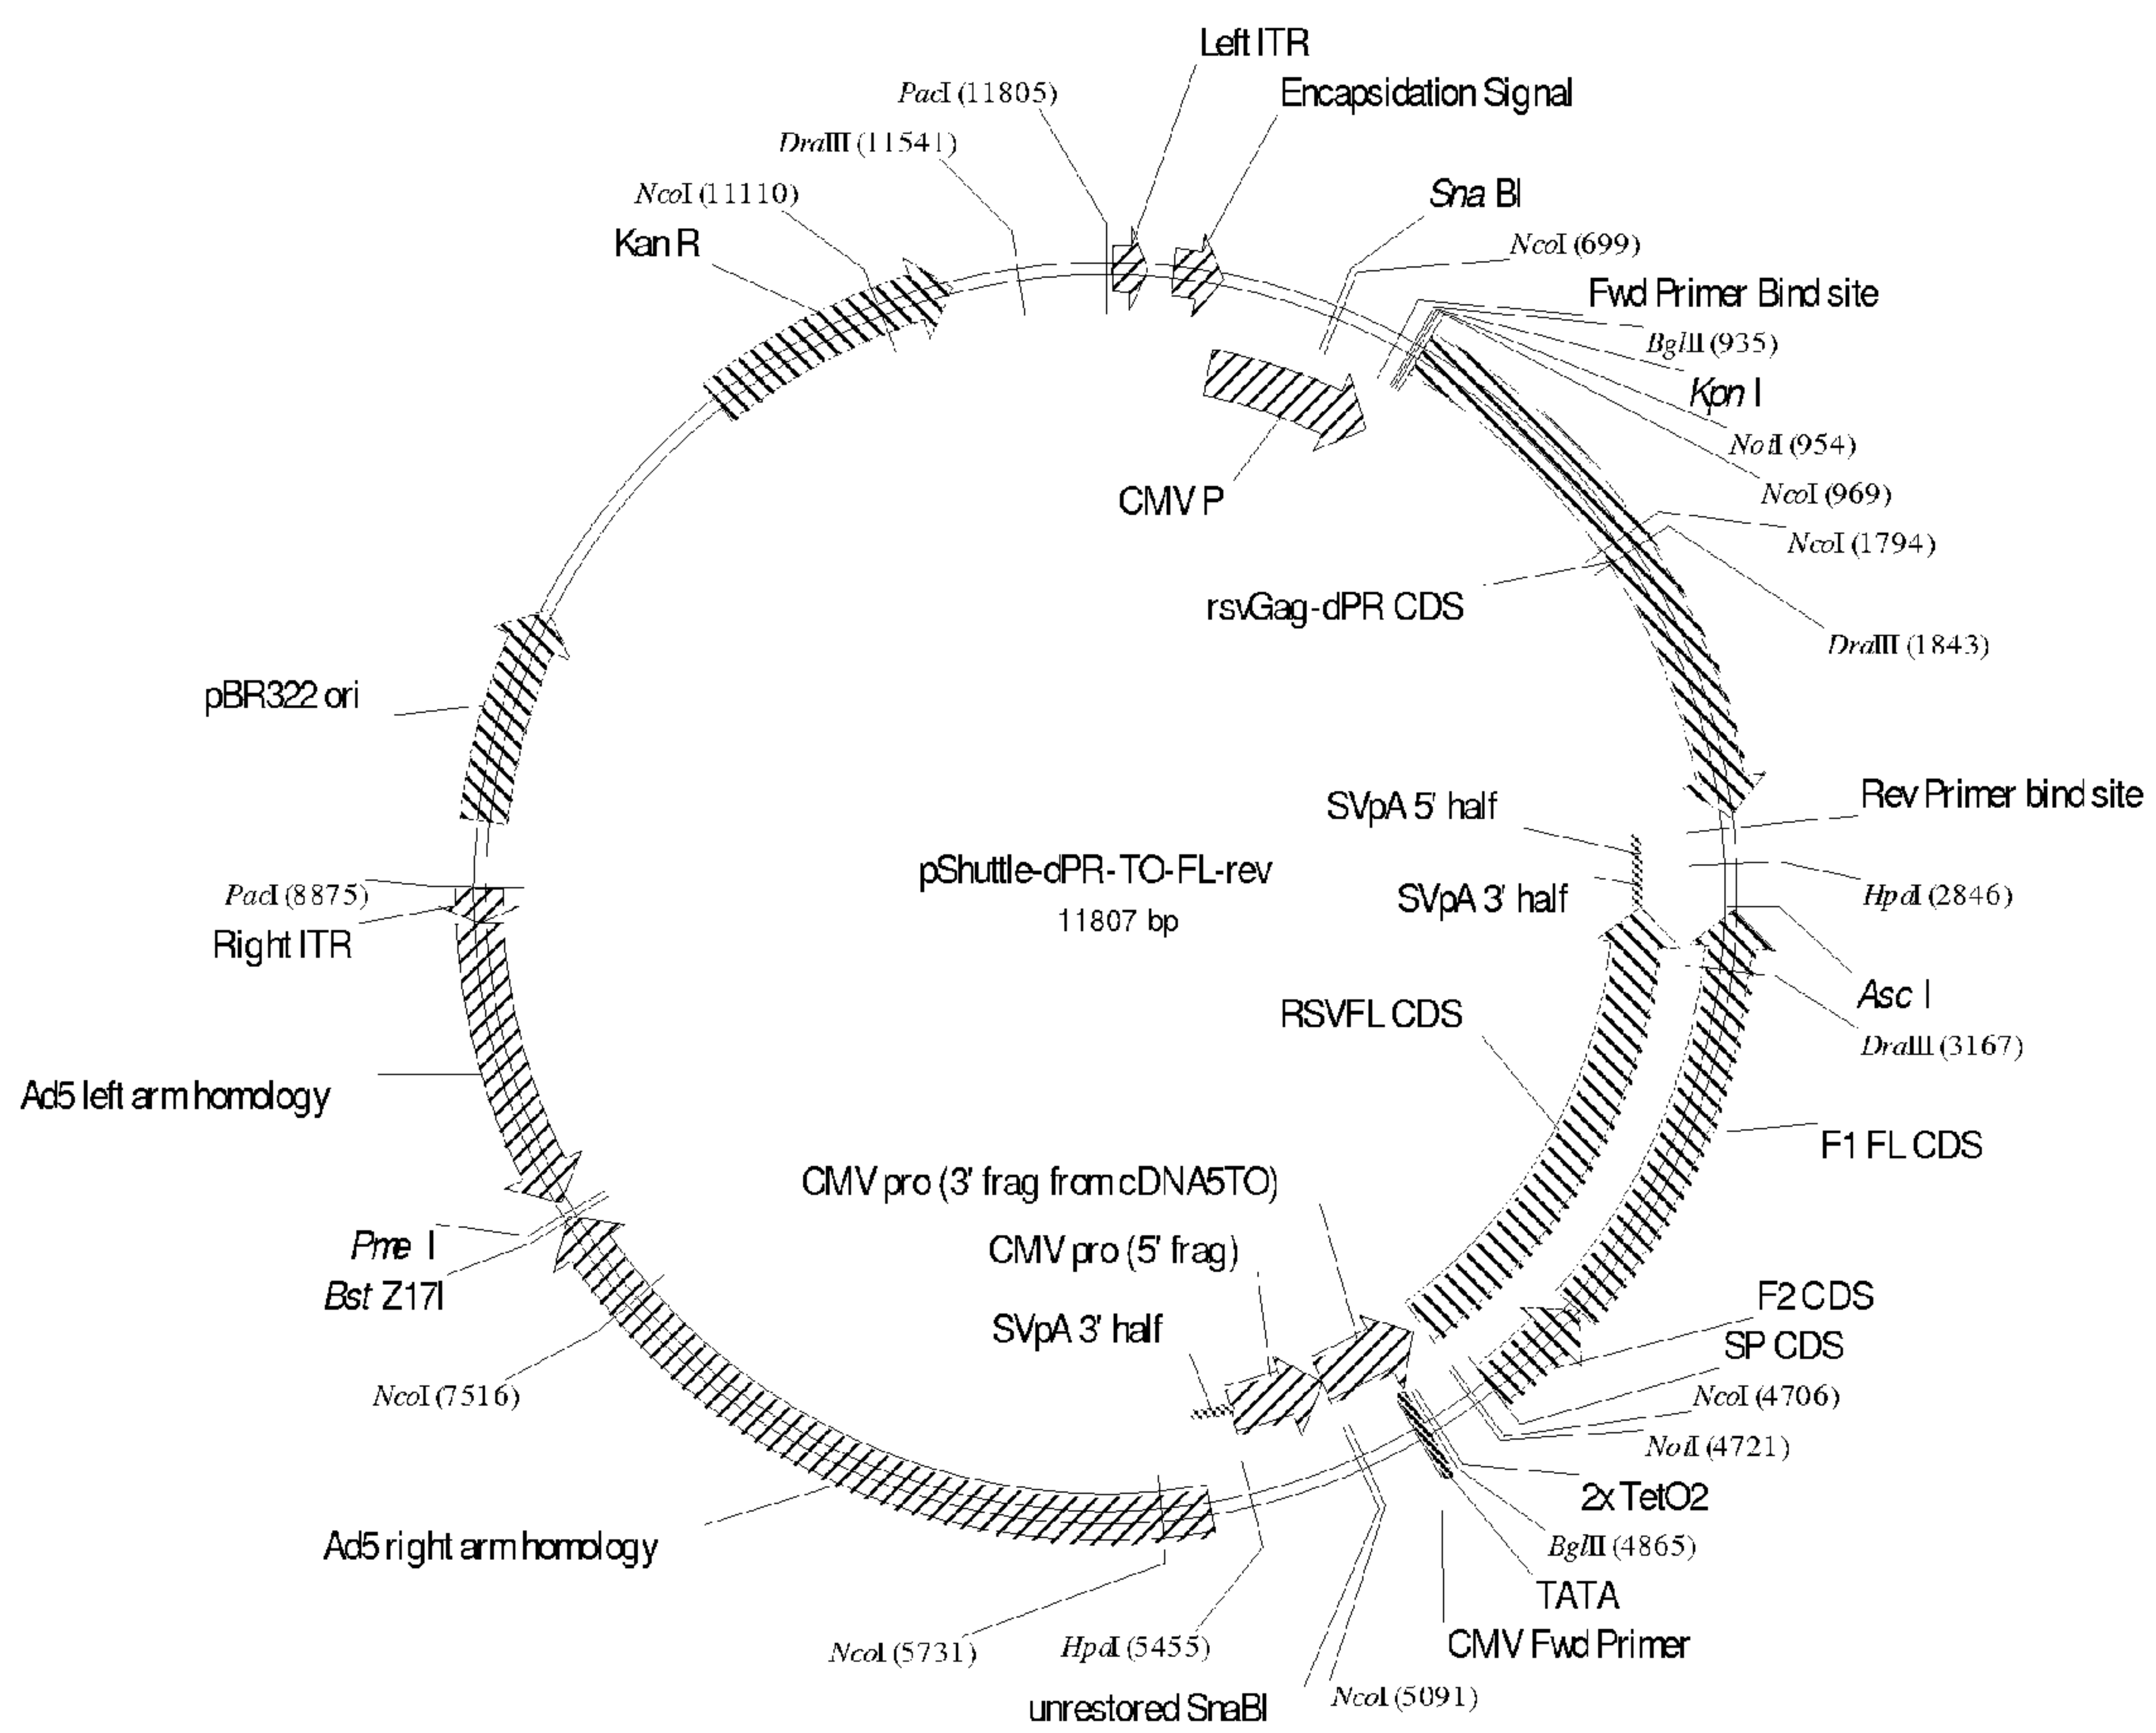 Left ITR
PacI (11805)
Encapsidation Signal
DraIII (11541)
NcoI (11110)
Sna BI
Kan R
NcoI (699)
Fwd Primer Bind site
BglII (935)
Kpn I
NotI (954)
NcoI (969)
CMV P
NcoI (1794)
rsvGag-dPR CDS
DraIII (1843)
pBR322 ori
SVpA 5' half
Rev Primer bind site
pShuttle-dPR-TO-FL-rev
11807 bp
SVpA 3' half
PacI (8875)
HpaI (2846)
Right ITR
Asc I
RSVFL CDS
DraIII (3167)
Ad5 left arm homology
F1 FL CDS
CMV pro (3' frag from cDNA5TO)
Pme I
CMV pro (5' frag)
Bst Z17I
F2 CDS
SVpA 3' half
SP CDS
NcoI (7516)
NcoI (4706)
NotI (4721)
2x TetO2
Ad5 right arm homology
BglII (4865)
TATA
NcoI (5731)
HpaI (5455)
CMV Fwd Primer
unrestored SnaBI
NcoI (5091)